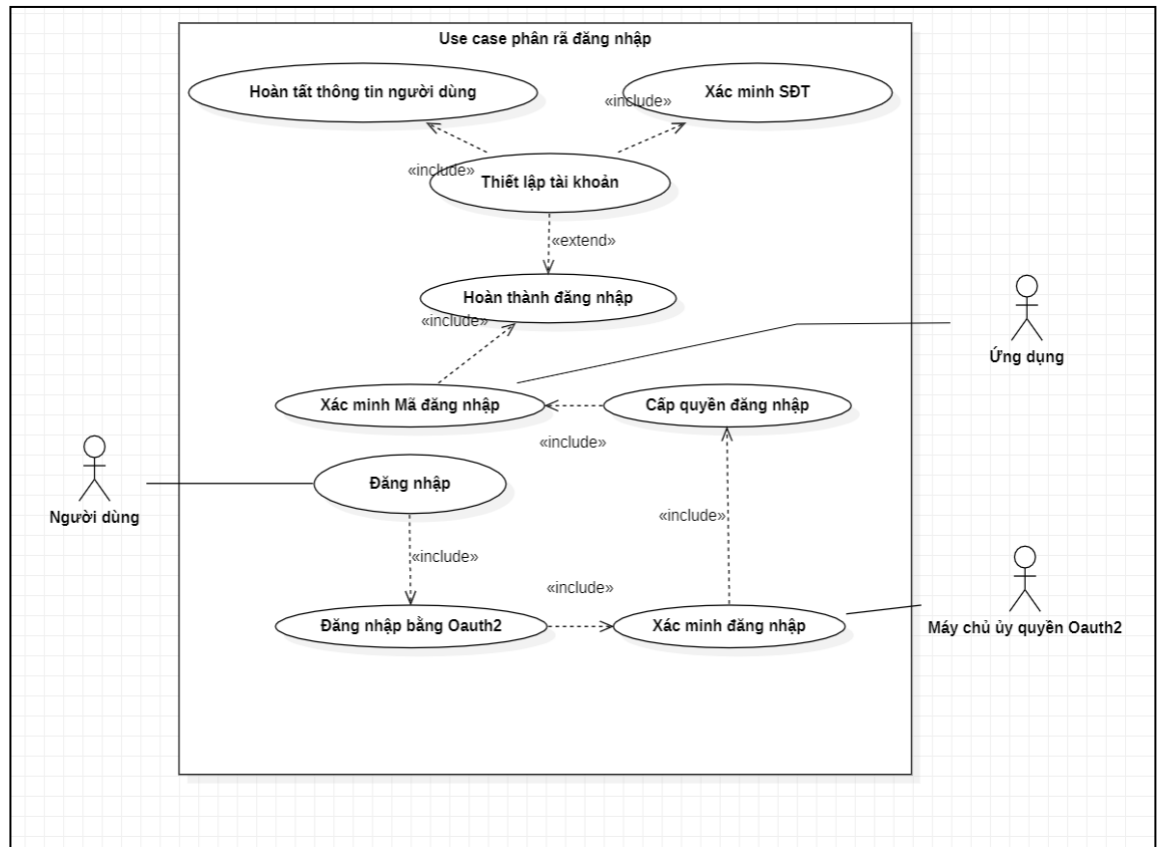 Use case phân rã đăng nhập
Hoàn tất thông tin người dùng
Xác minh SĐT
«include»
«include»
Thiết lập tài khoản
«extend»
Hoàn thành đăng nhập
«include»
Ứng dụng
Xác minh Mã đăng nhập
Cấp quyền đăng nhập
«include»
Đăng nhập
Người dùng
«include»
«include»
«include»
Đăng nhập bằng Oauth2
Xác minh đăng nhập
Máy chủ ủy quyền Oauth2